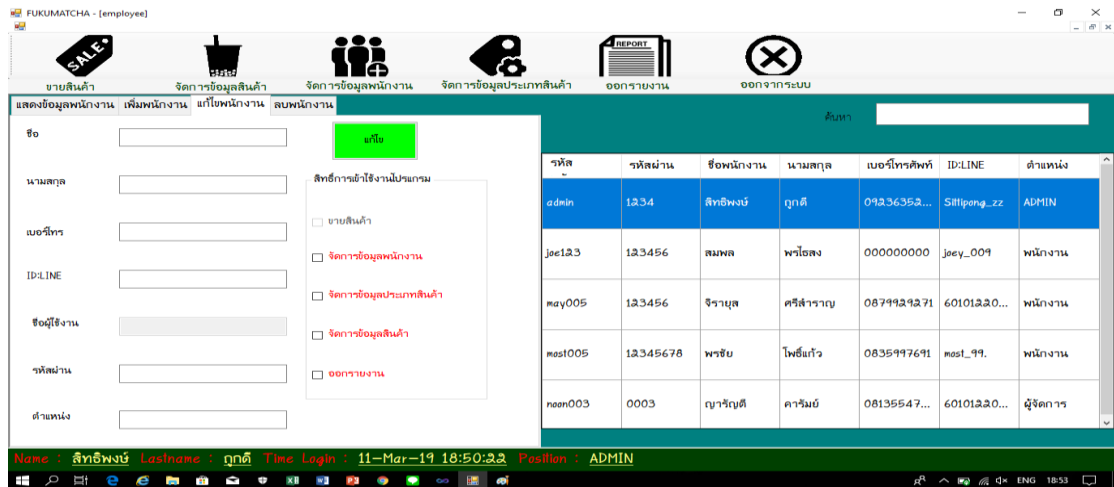 FUKUMATCHA - [employee]
SALE REPORT
ขายสินค้า จัดการข้อมูลสินค้า จัดการข้อมูลพนักงาน จัดการข้อมูลประเภทสินค้า ออกรายงาน ออกจากระบบ
แสดงข้อมูลพนักงาน เพิ่มพนักงาน แก้ไขพนักงาน ลบพนักงาน
ค้นหา
ชื่อ
แก้ไข
นามสกุล
เบอร์โทร
ID:LINE
ชื่อผู้ใช้งาน
รหัสผ่าน
ตำแหน่ง
สิทธิ์การเข้าใช้งานโปรแกรม
ขายสินค้า
จัดการข้อมูลพนักงาน
จัดการข้อมูลประเภทสินค้า
จัดการข้อมูลสินค้า
ออกรายงาน
รหัส รหัสผ่าน ชื่อพนักงาน นามสกุล เบอร์โทรศัพท์ ID:LINE ตำแหน่ง
admin 1234 สิทธิพงษ์ ถูกดี 09236352... Sittipong_zz ADMIN
joe123 123456 สมพล พรไธสง 000000000 joey_009 พนักงาน
may005 123456 จิรายุส ศรีสำราญ 0879929271 60101220... พนักงาน
most005 12345678 พรชัย โพธิ์แก้ว 0835997691 most_99. พนักงาน
noon003 0003 ญารัญตี คารัมย์ 08135547... 60101220... ผู้จัดการ
Name : สิทธิพงษ์ Lastname : ถูกดี Time Login : 11-Mar-19 18:50:22 Position : ADMIN
ENG 18:53